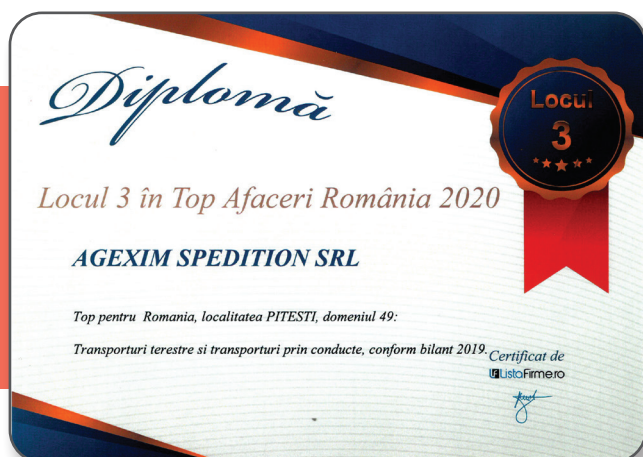 Diplomă
Locul
3
Locul 3 în Top Afaceri România 2020
AGEXIM SPEDITION SRL
Top pentru Romania, localitatea PITESTI, domeniul 49:
Transporturi terestre si transporturi prin conducte, conform bilant 2019.
Certificat de
LF ListaFirme.ro